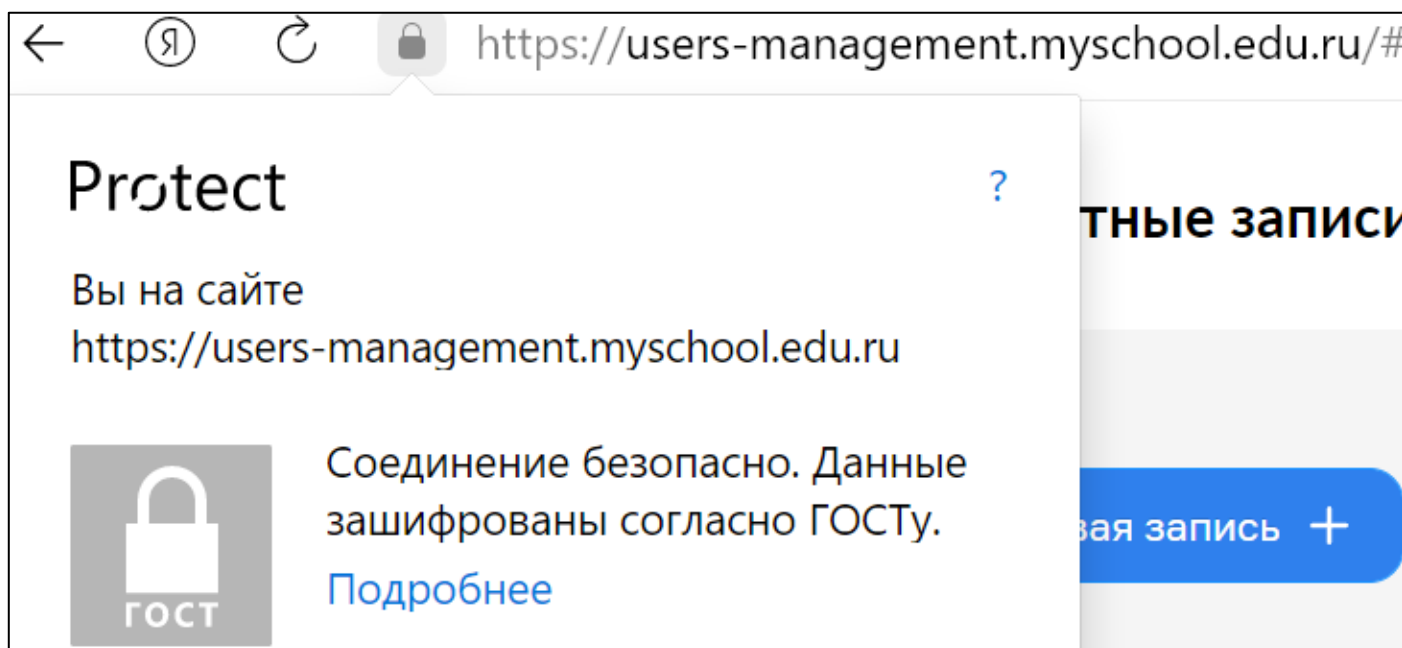 Я https://users-management.myschool.edu.ru/#
Protect ?
тные записи
Вы на сайте
https://users-management.myschool.edu.ru
Соединение безопасно. Данные
зашифрованы согласно ГОСТу.
Подробнее
ГОСТ
вая запись +